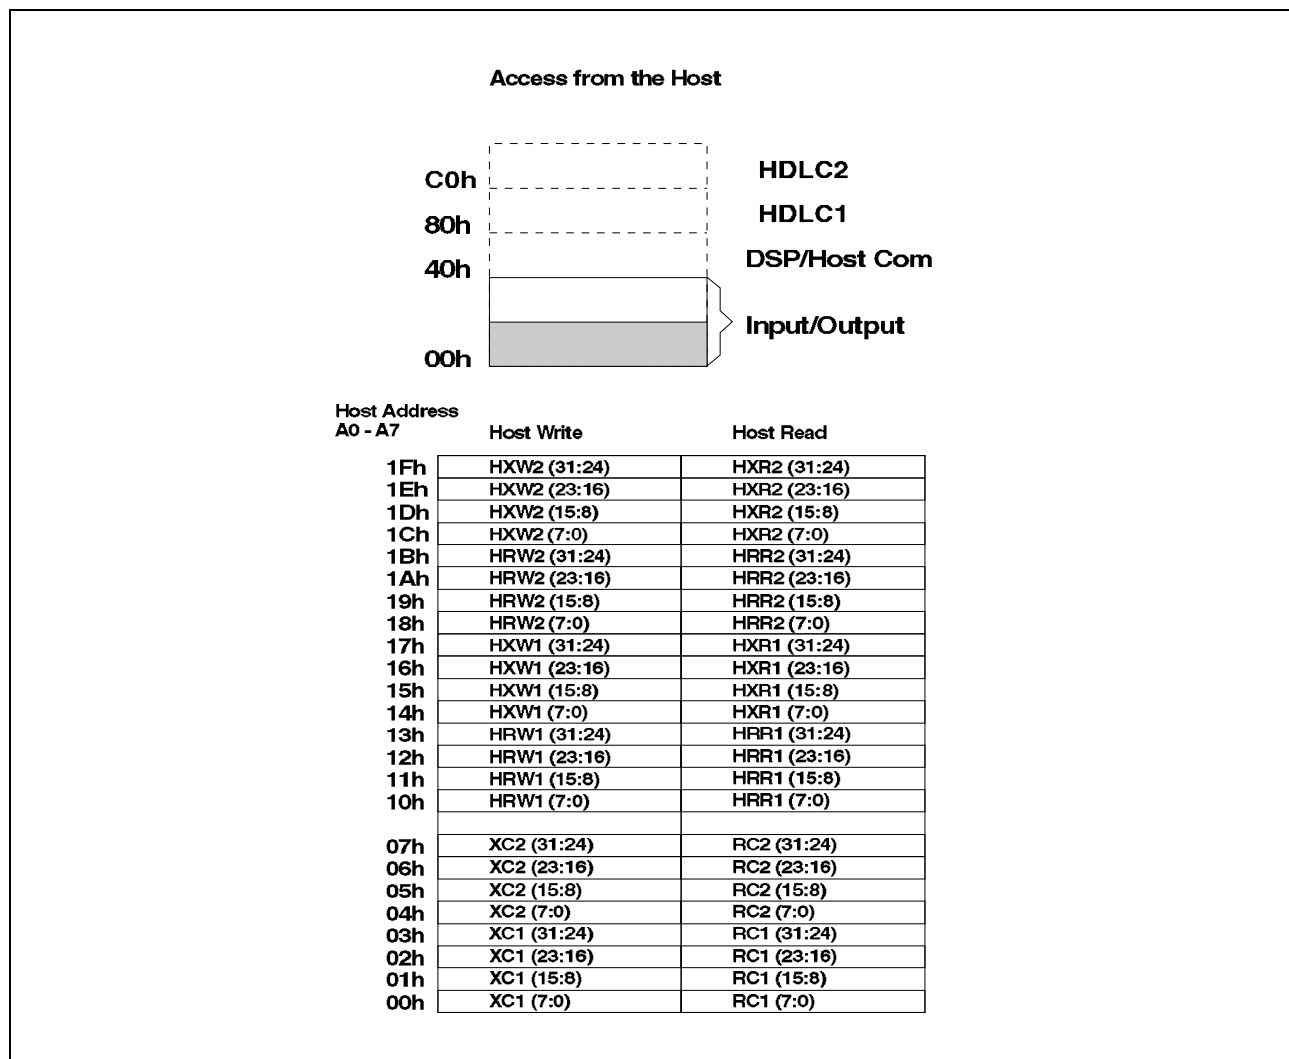 Access from the Host
HDLC2
C0h
HDLC1
80h
DSP/Host Com
40h
Input/Output
00h
Host Address
A0 - A7 Host Write Host Read
1Fh HXW2 (31:24) HXR2 (31:24)
1Eh HXW2 (23:16) HXR2 (23:16)
1Dh HXW2 (15:8) HXR2 (15:8)
1Ch HXW2 (7:0) HXR2 (7:0)
1Bh HRW2 (31:24) HRR2 (31:24)
1Ah HRW2 (23:16) HRR2 (23:16)
19h HRW2 (15:8) HRR2 (15:8)
18h HRW2 (7:0) HRR2 (7:0)
17h HXW1 (31:24) HXR1 (31:24)
16h HXW1 (23:16) HXR1 (23:16)
15h HXW1 (15:8) HXR1 (15:8)
14h HXW1 (7:0) HXR1 (7:0)
13h HRW1 (31:24) HRR1 (31:24)
12h HRW1 (23:16) HRR1 (23:16)
11h HRW1 (15:8) HRR1 (15:8)
10h HRW1 (7:0) HRR1 (7:0)
07h XC2 (31:24) RC2 (31:24)
06h XC2 (23:16) RC2 (23:16)
05h XC2 (15:8) RC2 (15:8)
04h XC2 (7:0) RC2 (7:0)
03h XC1 (31:24) RC1 (31:24)
02h XC1 (23:16) RC1 (23:16)
01h XC1 (15:8) RC1 (15:8)
00h XC1 (7:0) RC1 (7:0)